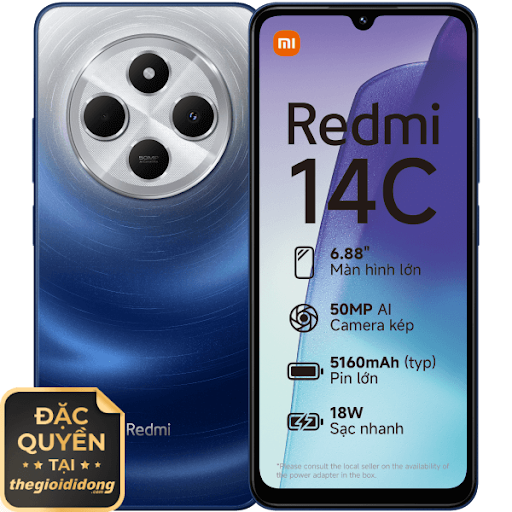 50MP
Redmi
mi
Redmi
14C
6.88"
Màn hình lớn
50MP AI
Camera kép
5160mAh (typ)
Pin lớn
18W
Sạc nhanh
*Please consult the local seller on the availability of
the power adapter in the box.
ĐẶC
QUYỀN
TẠI
thegioididong
.com